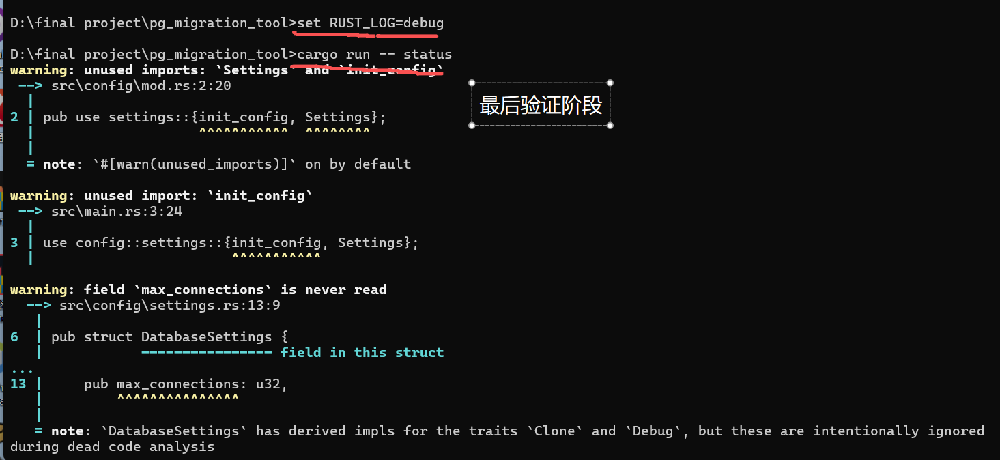 D:\final project\pg_migration_tool>set RUST_LOG=debug
D:\final project\pg_migration_tool>cargo run -- status
warning: unused imports: `Settings` and `init_config`
--> src\config\mod.rs:2:20
|
2 | pub use settings::{init_config, Settings};
| ^^^^^^^^^^^ ^^^^^^^^
|
= note: `#[warn(unused_imports)]` on by default
最后验证阶段
warning: unused import: `init_config`
--> src\main.rs:3:24
|
3 | use config::settings::{init_config, Settings};
| ^^^^^^^^^^^
warning: field `max_connections` is never read
--> src\config\settings.rs:13:9
|
6 | pub struct DatabaseSettings {
| ---------------- field in this struct
...
13 | pub max_connections: u32,
| ^^^^^^^^^^^^^^^
|
= note: `DatabaseSettings` has derived impls for the traits `Clone` and `Debug`, but these are intentionally ignored
during dead code analysis